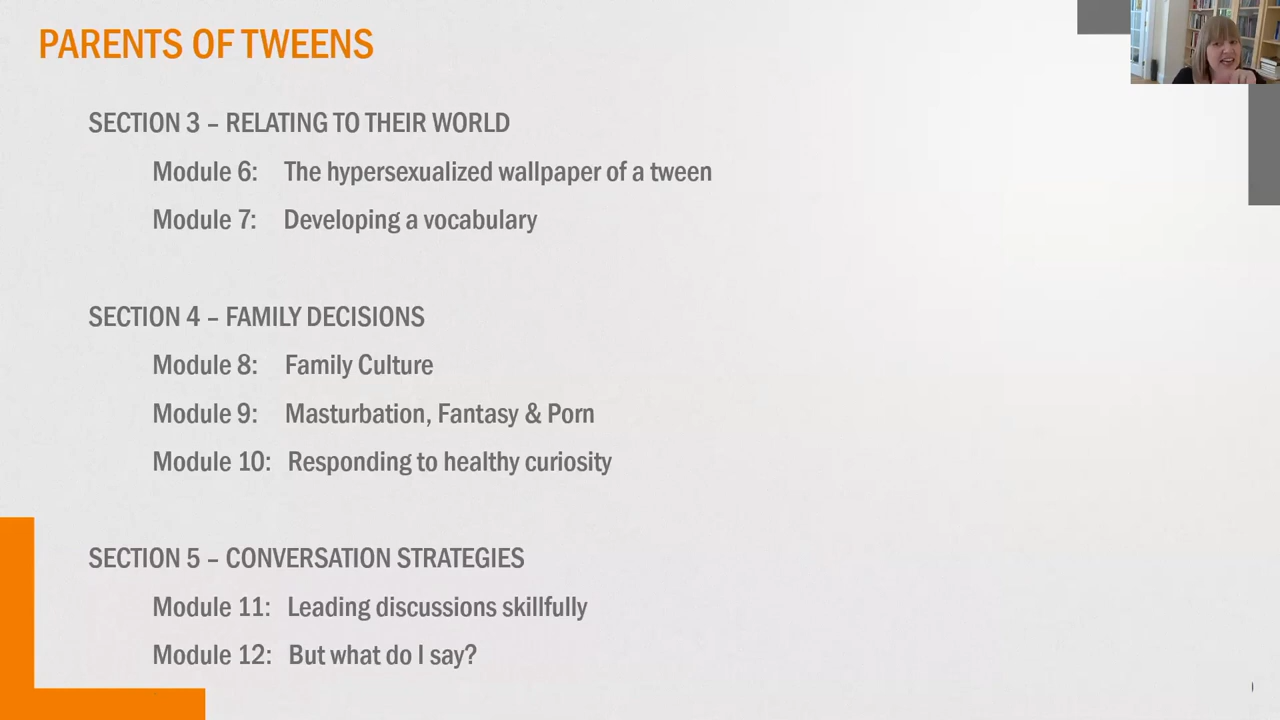 PARENTS OF TWEENS
SECTION 3 – RELATING TO THEIR WORLD
Module 6: The hypersexualized wallpaper of a tween
Module 7: Developing a vocabulary
SECTION 4 – FAMILY DECISIONS
Module 8: Family Culture
Module 9: Masturbation, Fantasy & Porn
Module 10: Responding to healthy curiosity
SECTION 5 – CONVERSATION STRATEGIES
Module 11: Leading discussions skillfully
Module 12: But what do I say?